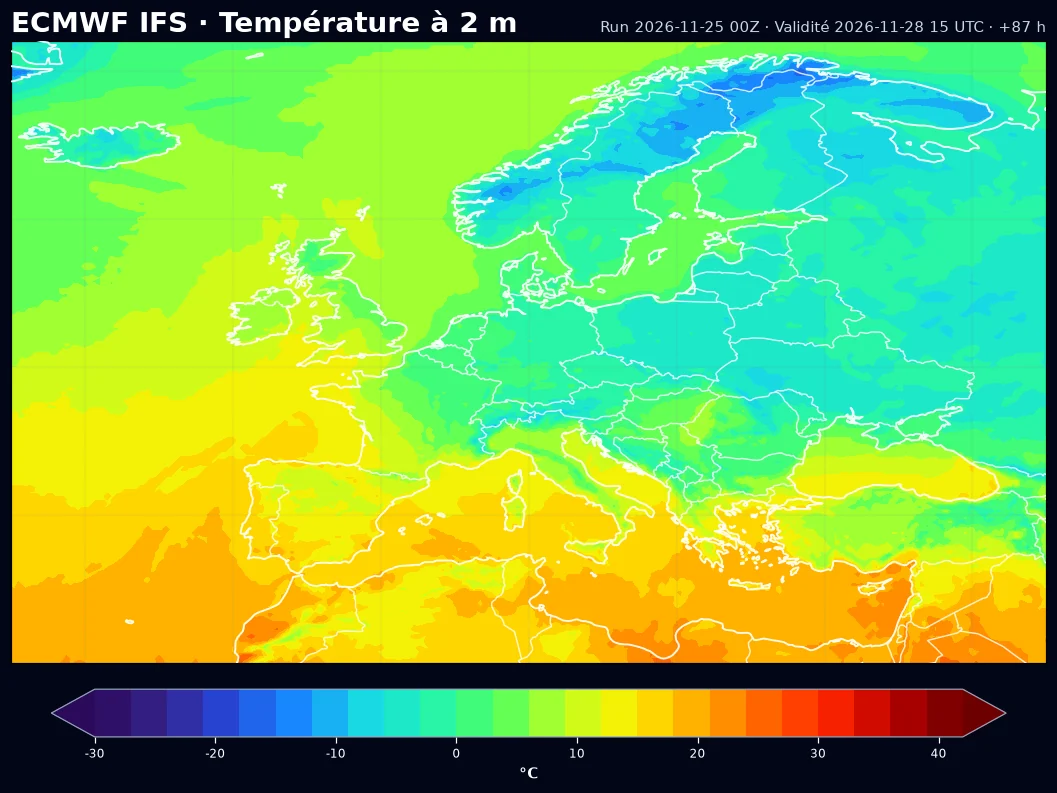 ECMWF IFS · Température à 2 m
Run 2026-11-25 00Z · Validité 2026-11-28 15 UTC · +87 h
-30 -20 -10 0 10 20 30 40
°C